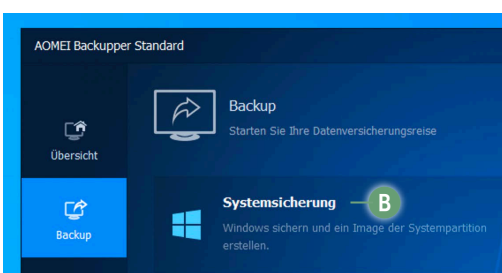 AOMEI Backupper Standard
Backup
Starten Sie Ihre Datenversicherungsreise
Übersicht
Systemsicherung B
Backup
Windows sichern und ein Image der Systempartition
erstellen.